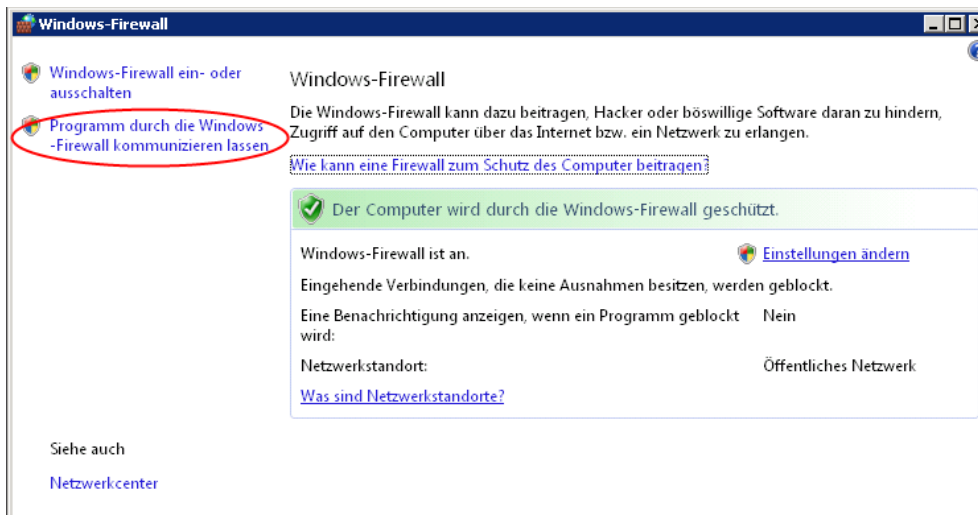 Windows-Firewall
Windows-Firewall ein- oder
ausschalten
Programm durch die Windows
-Firewall kommunizieren lassen
Windows-Firewall
Die Windows-Firewall kann dazu beitragen, Hacker oder böswillige Software daran zu hindern,
Zugriff auf den Computer über das Internet bzw. ein Netzwerk zu erlangen.
Wie kann eine Firewall zum Schutz des Computer beitragen?
Der Computer wird durch die Windows-Firewall geschützt.
Windows-Firewall ist an. Einstellungen ändern
Eingehende Verbindungen, die keine Ausnahmen besitzen, werden geblockt.
Eine Benachrichtigung anzeigen, wenn ein Programm geblockt Nein
wird:
Netzwerkstandort: Öffentliches Netzwerk
Was sind Netzwerkstandorte?
Siehe auch
Netzwerkcenter